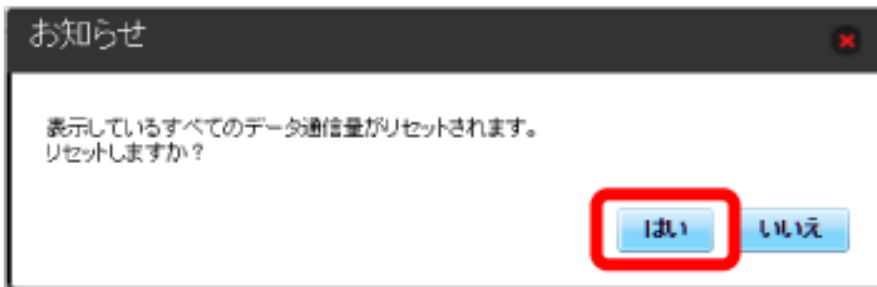 お知らせ
表示しているすべてのデータ通信量がリセットされます。
リセットしますか？
はい いいえ